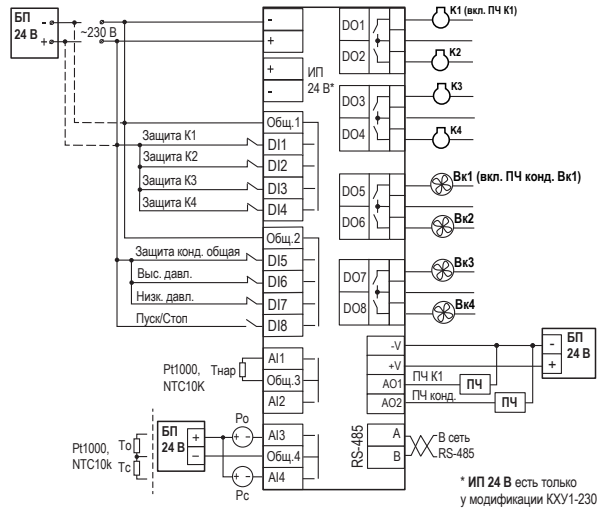 БП
24 В
-
+
~230 В
-
+
+
-
ИП
24 В*
Общ.1
Защита К1
DI1
Защита К2
DI2
Защита К3
DI3
Защита К4
DI4
Общ.2
Защита конд. общая
DI5
Выс. давл.
DI6
Низк. давл.
DI7
Пуск/Стоп
DI8
Pt1000,
NTC10K
Тнар
AI1
Общ.3
AI2
Pt1000,
NTC10k
То
Тс
БП
24 В
+
–
Ро
+ -
AI3
Общ.4
+ -
AI4
Рс
DO1
К1 (вкл. ПЧ К1)
DO2
К2
DO3
К3
DO4
К4
DO5
Вк1 (вкл. ПЧ конд. Вк1)
DO6
Вк2
DO7
Вк3
DO8
Вк4
-V
+V
AO1
ПЧ К1
ПЧ
AO2
ПЧ конд.
ПЧ
-
+
БП
24 В
RS-485
A
B
В сеть
RS-485
* ИП 24 В есть только
у модификации КХУ1-230